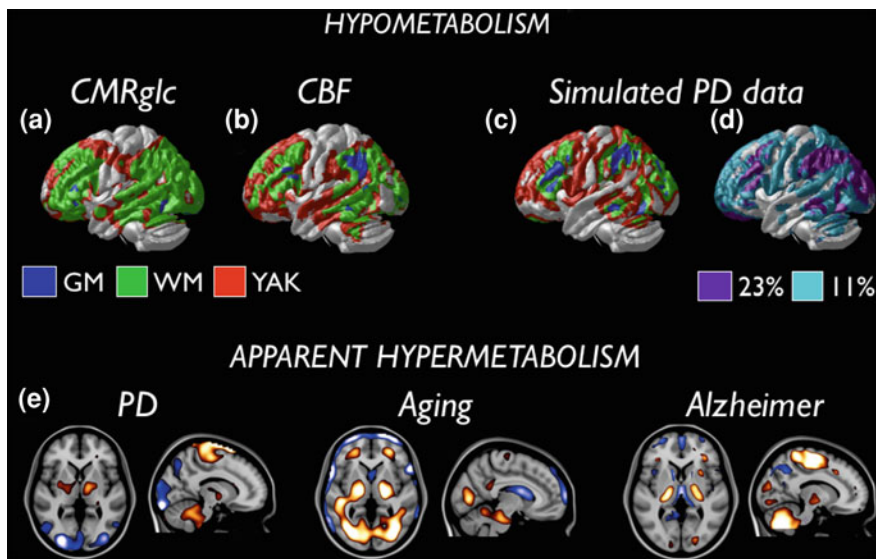 HYPOMETABOLISM
CMRglc CBF Simulated PD data
(a) (b) (c) (d)
GM WM YAK 23% 11%
APPARENT HYPERMETABOLISM
(e) PD Aging Alzheimer